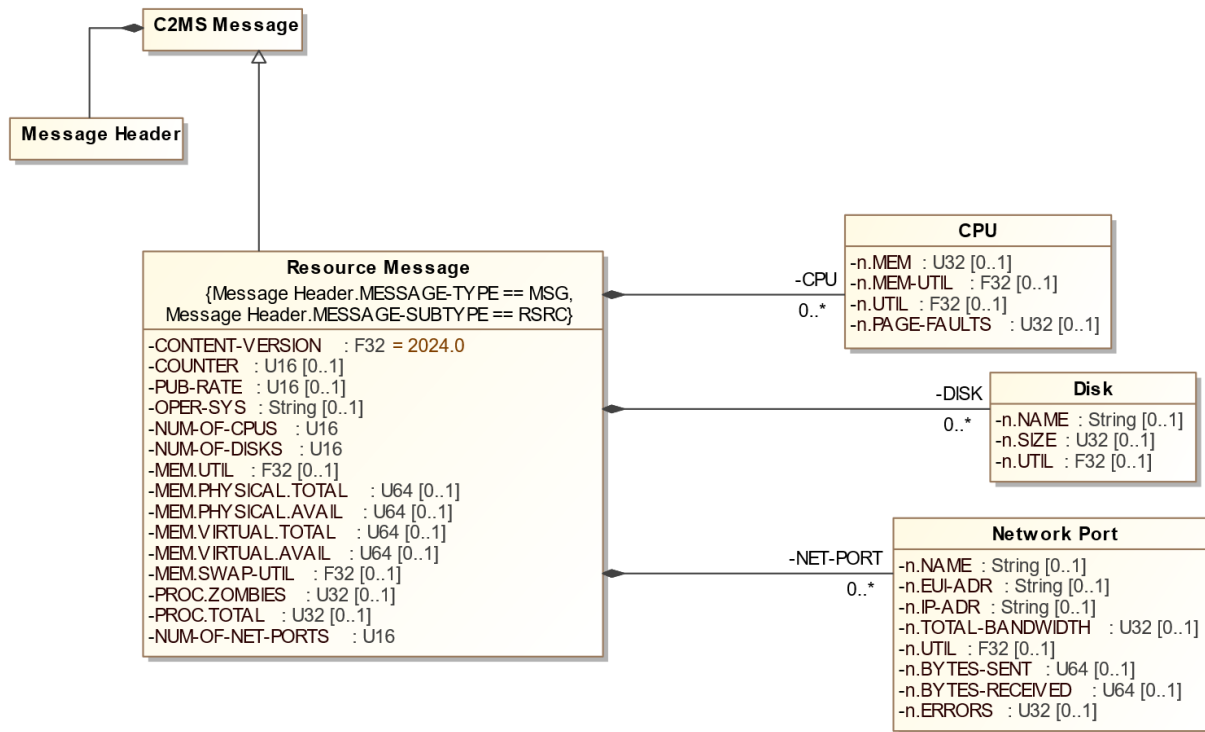 C2MS Message
Message Header
Resource Message
{Message Header.MESSAGE-TYPE == MSG,
Message Header.MESSAGE-SUBTYPE == RSRC}
-CONTENT-VERSION : F32 = 2024.0
-COUNTER : U16 [0..1]
-PUB-RATE : U16 [0..1]
-OPER-SYS : String [0..1]
-NUM-OF-CPUS : U16
-NUM-OF-DISKS : U16
-MEM.UTIL : F32 [0..1]
-MEM.PHYSICAL.TOTAL : U64 [0..1]
-MEM.PHYSICAL.AVAIL : U64 [0..1]
-MEM.VIRTUAL.TOTAL : U64 [0..1]
-MEM.VIRTUAL.AVAIL : U64 [0..1]
-MEM.SWAP-UTIL : F32 [0..1]
-PROC.ZOMBIES : U32 [0..1]
-PROC.TOTAL : U32 [0..1]
-NUM-OF-NET-PORTS : U16
-CPU
0..*
CPU
-n.MEM : U32 [0..1]
-n.MEM-UTIL : F32 [0..1]
-n.UTIL : F32 [0..1]
-n.PAGE-FAULTS : U32 [0..1]
-DISK
0..*
Disk
-n.NAME : String [0..1]
-n.SIZE : U32 [0..1]
-n.UTIL : F32 [0..1]
-NET-PORT
0..*
Network Port
-n.NAME : String [0..1]
-n.EUI-ADR : String [0..1]
-n.IP-ADR : String [0..1]
-n.TOTAL-BANDWIDTH : U32 [0..1]
-n.UTIL : F32 [0..1]
-n.BYTES-SENT : U64 [0..1]
-n.BYTES-RECEIVED : U64 [0..1]
-n.ERRORS : U32 [0..1]